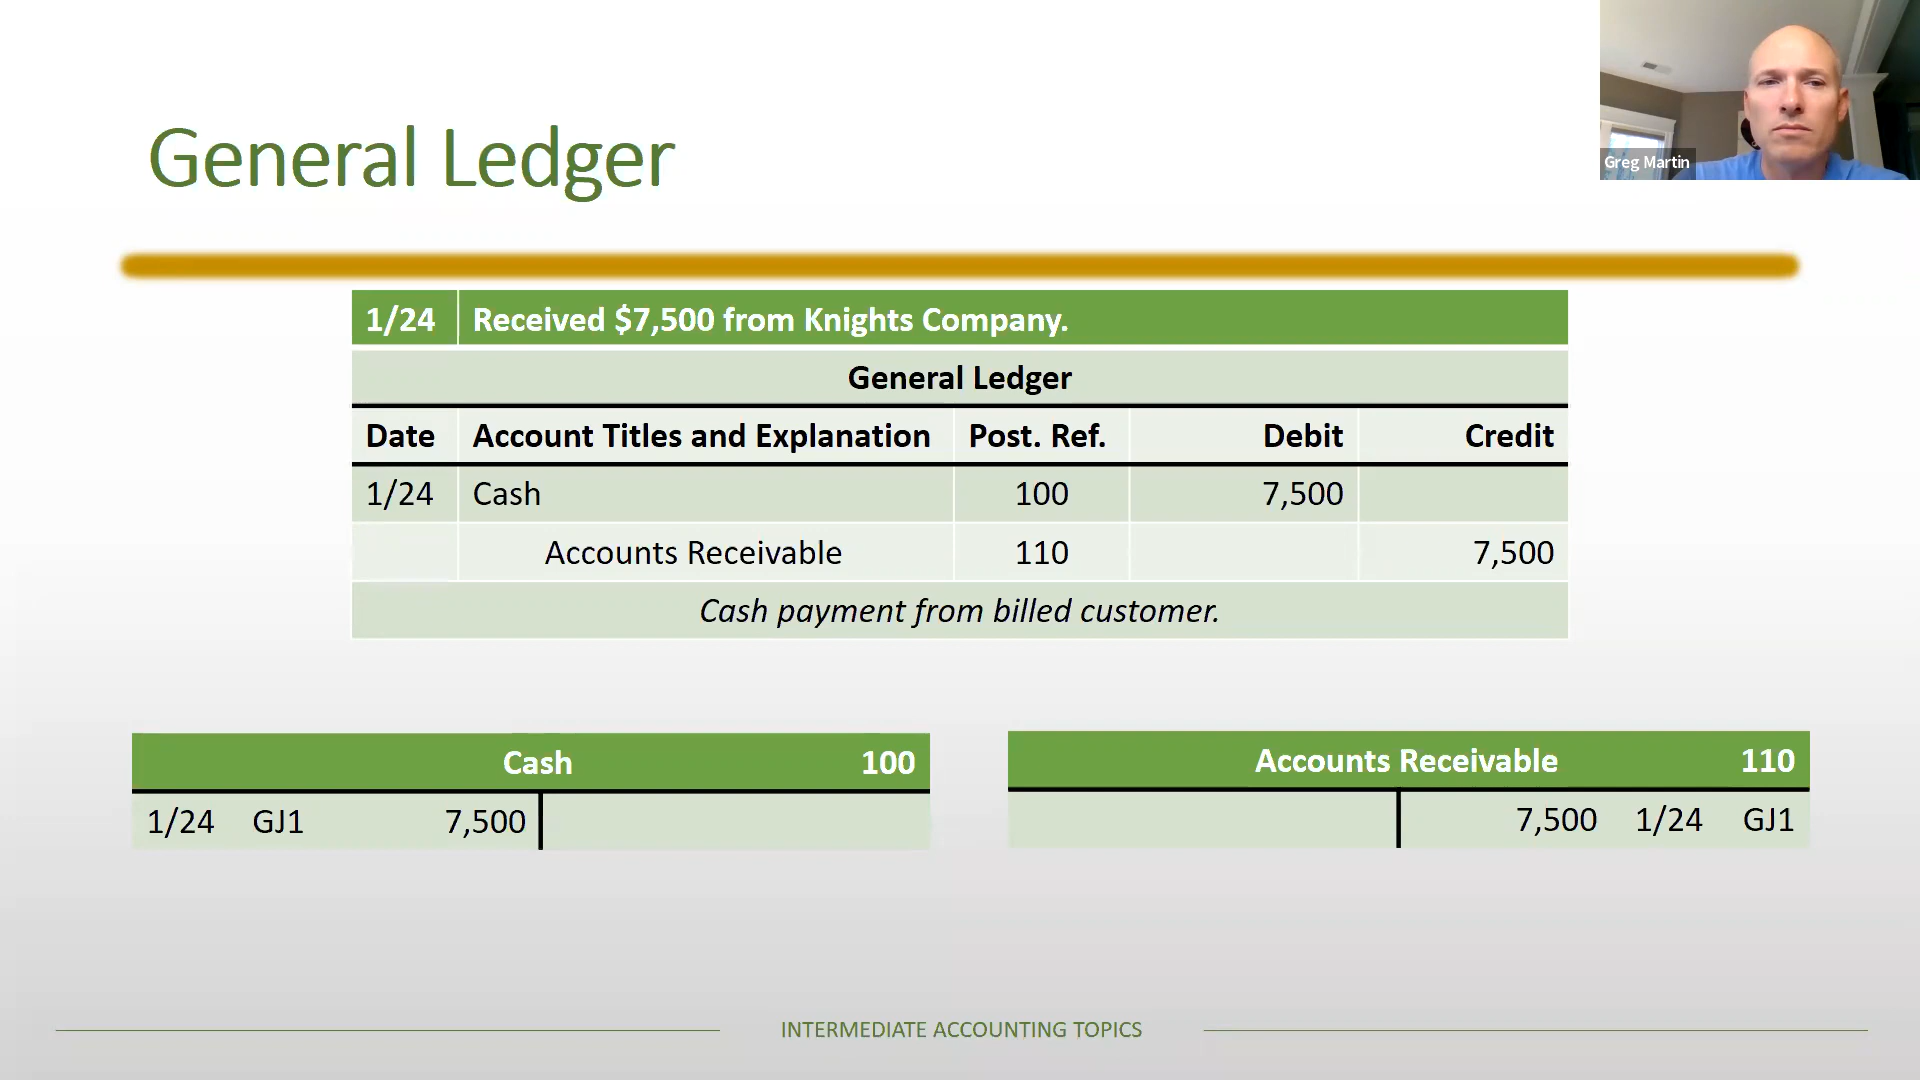 General Ledger
Greg Martin
1/24 Received $7,500 from Knights Company.
General Ledger
Date Account Titles and Explanation Post. Ref. Debit Credit
1/24 Cash 100 7,500
Accounts Receivable 110 7,500
Cash payment from billed customer.
Cash 100
1/24 GJ1 7,500
Accounts Receivable 110
7,500 1/24 GJ1
INTERMEDIATE ACCOUNTING TOPICS